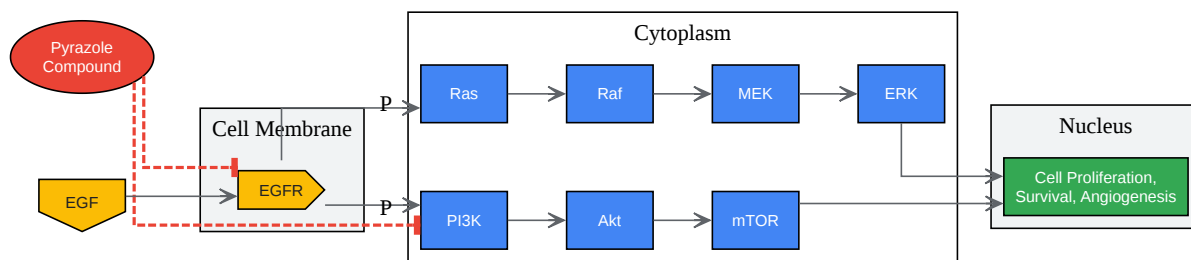 Pyrazole
Compound
Cell Membrane
EGF
EGFR
P
P
Cytoplasm
Ras
Raf
MEK
ERK
PI3K
Akt
mTOR
Nucleus
Cell Proliferation,
Survival, Angiogenesis